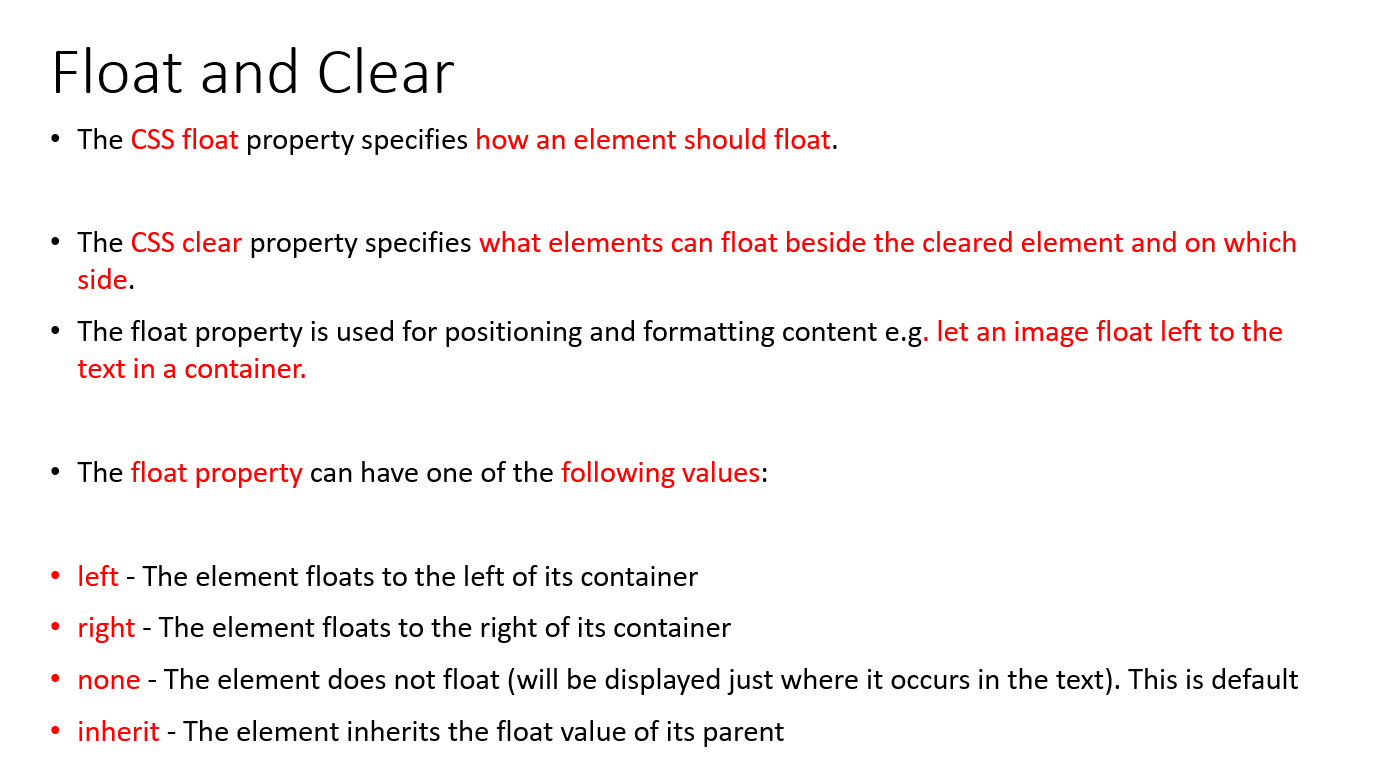 Float and Clear
• The CSS float property specifies how an element should float.
• The CSS clear property specifies what elements can float beside the cleared element and on which
side.
• The float property is used for positioning and formatting content e.g. let an image float left to the
text in a container.
• The float property can have one of the following values:
• left - The element floats to the left of its container
• right - The element floats to the right of its container
• none - The element does not float (will be displayed just where it occurs in the text). This is default
• inherit - The element inherits the float value of its parent